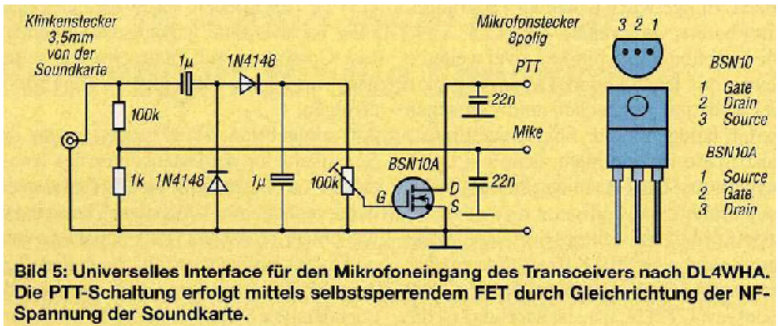 Klinkenstecker
3,5mm
von der
Soundkarte
1µ
1N4148
Mikrofonstecker
8polig
PTT
22n
100k
Mike
BSN10A
1k
1N4148
1µ
100k
G
D
S
22n
3 2 1
BSN10
1 Gate
2 Drain
3 Source
BSN10A
1 Source
2 Gate
3 Drain
Bild 5: Universelles Interface für den Mikrofoneingang des Transceivers nach DL4WHA.
Die PTT-Schaltung erfolgt mittels selbstsperrendem FET durch Gleichrichtung der NF-
Spannung der Soundkarte.